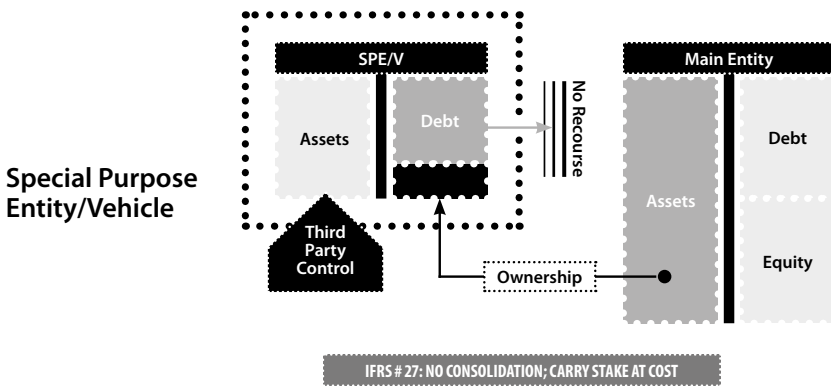 Special Purpose
Entity/Vehicle
SPE/V
Assets
Debt
No Recourse
Third
Party
Control
Ownership
Main Entity
Assets
Debt
Equity
IFRS # 27: NO CONSOLIDATION; CARRY STAKE AT COST